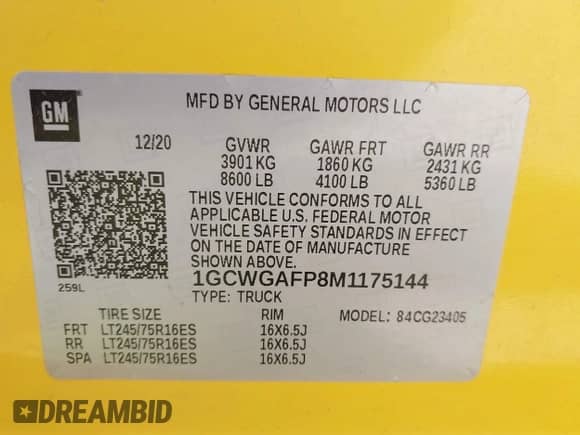 GM
MFD BY GENERAL MOTORS LLC
12/20 GVWR GAWR FRT GAWR RR
3901 KG 1860 KG 2431 KG
8600 LB 4100 LB 5360 LB
THIS VEHICLE CONFORMS TO ALL
APPLICABLE U.S. FEDERAL MOTOR
VEHICLE SAFETY STANDARDS IN EFFECT
ON THE DATE OF MANUFACTURE
SHOWN ABOVE.
259L 1GCWGAFP8M1175144
TYPE: TRUCK
TIRE SIZE RIM MODEL: 84CG23405
FRT LT245/75R16ES 16X6.5J
RR LT245/75R16ES 16X6.5J
SPA LT245/75R16ES 16X6.5J
DREAMBID